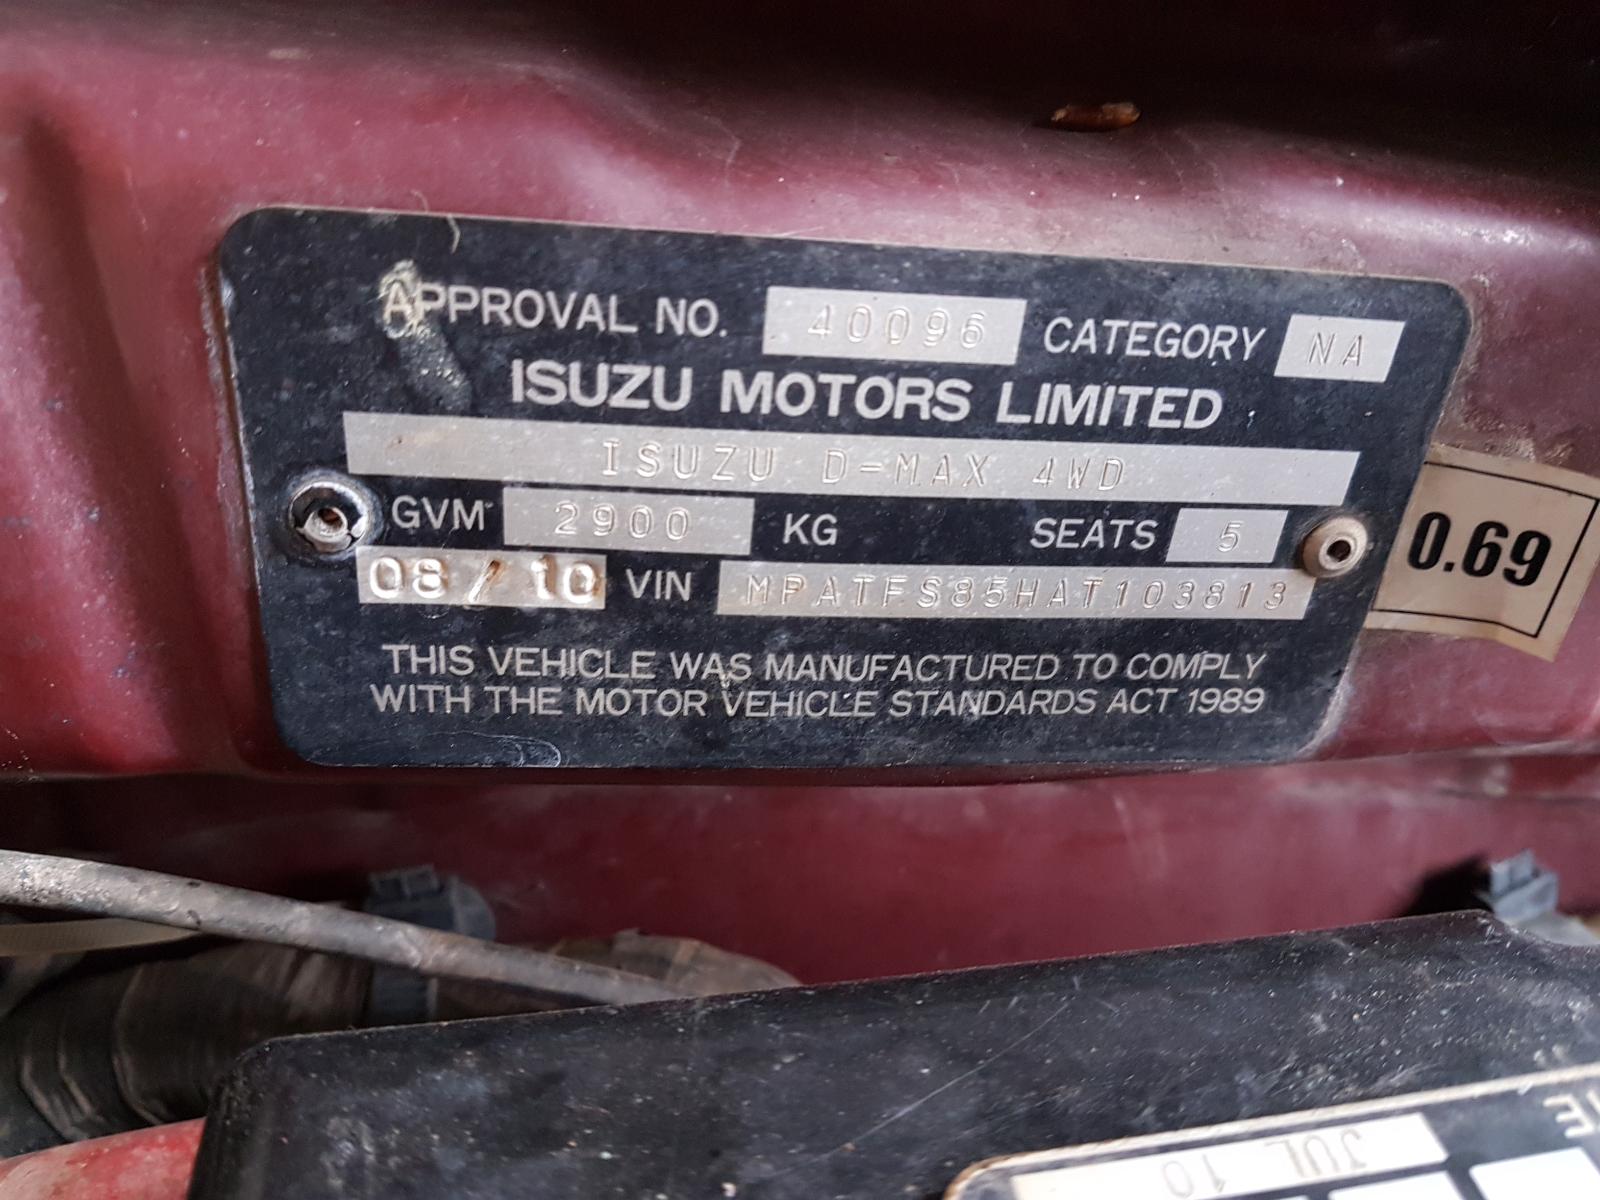 APPROVAL NO. 40096 CATEGORY NA
ISUZU MOTORS LIMITED
ISUZU D-MAX 4WD
GVM 2900 KG SEATS 5
08/10 VIN MPATFS85HAT103813
THIS VEHICLE WAS MANUFACTURED TO COMPLY
WITH THE MOTOR VEHICLE STANDARDS ACT 1989
0.69
JUL 10